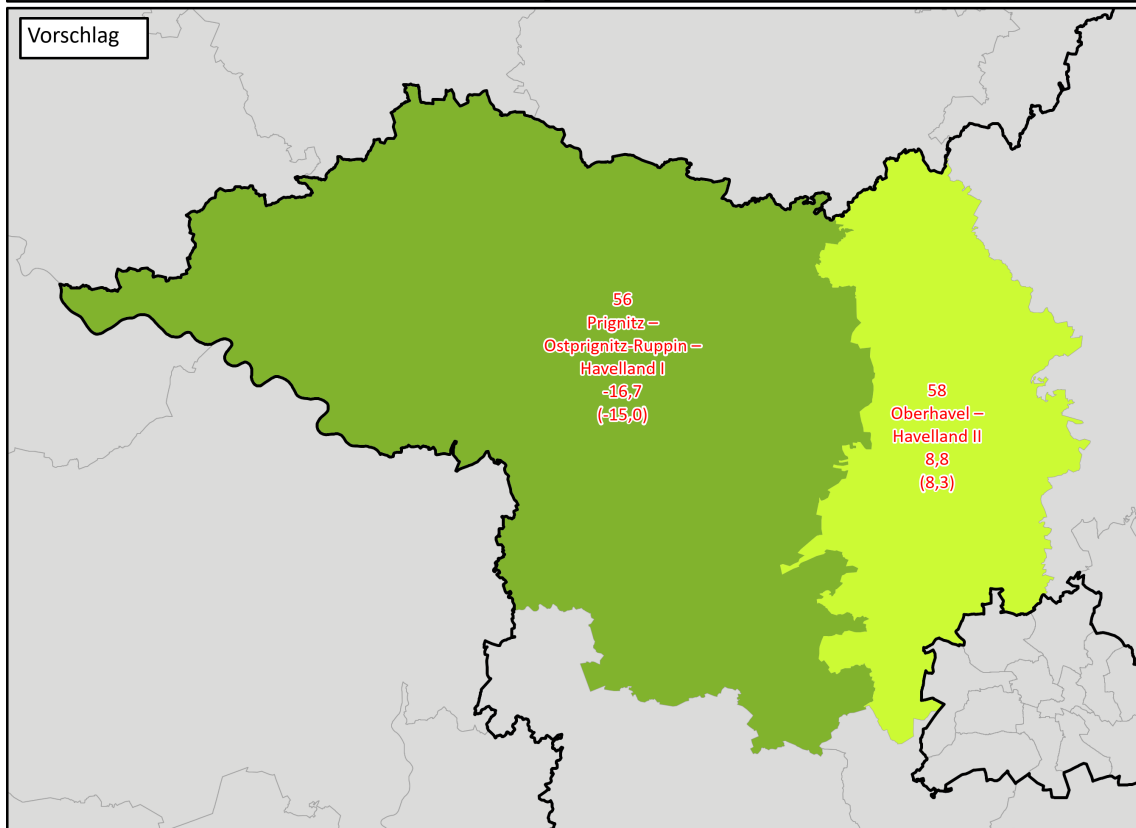 Vorschlag
56
Prignitz –
Ostprignitz-Ruppin –
Havelland I
-16,7
(-15,0)
58
Oberhavel –
Havelland II
8,8
(8,3)